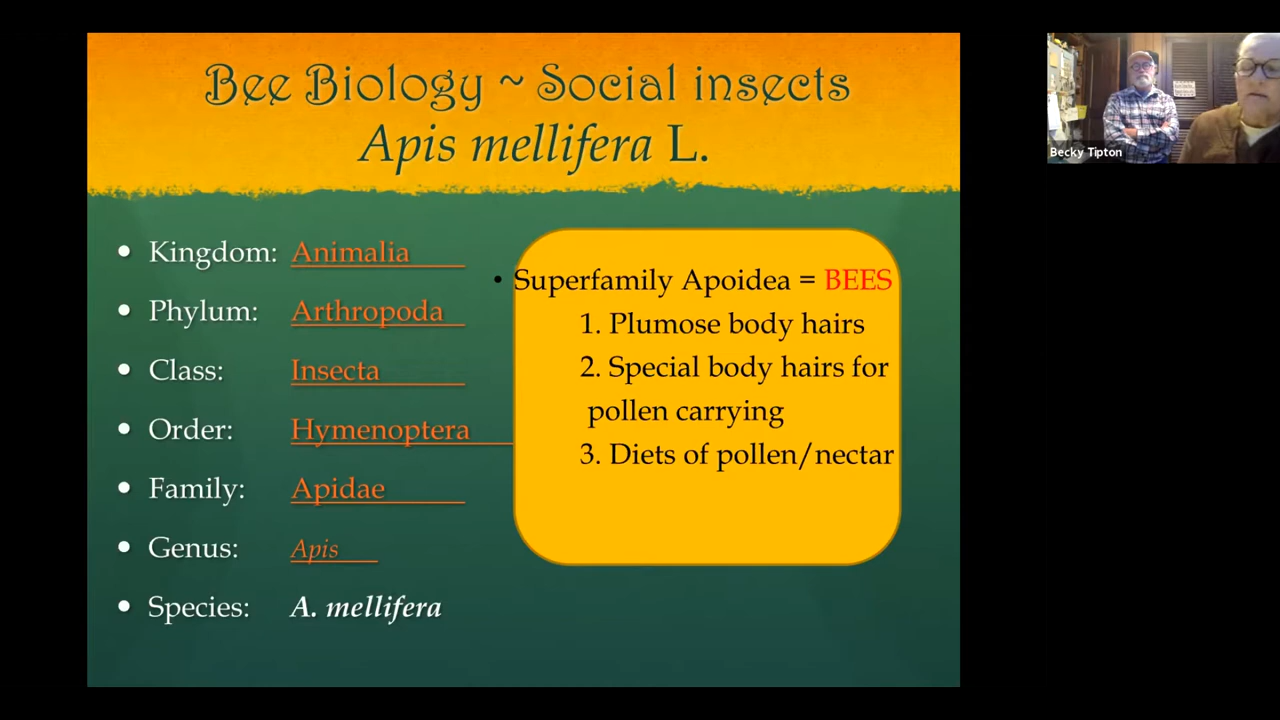 Bee Biology ~ Social insects
Apis mellifera L.
• Kingdom: Animalia
• Phylum: Arthropoda
• Class: Insecta
• Order: Hymenoptera
• Family: Apidae
• Genus: Apis
• Species: A. mellifera
• Superfamily Apoidea = BEES
1. Plumose body hairs
2. Special body hairs for
pollen carrying
3. Diets of pollen/nectar
Becky Tipton